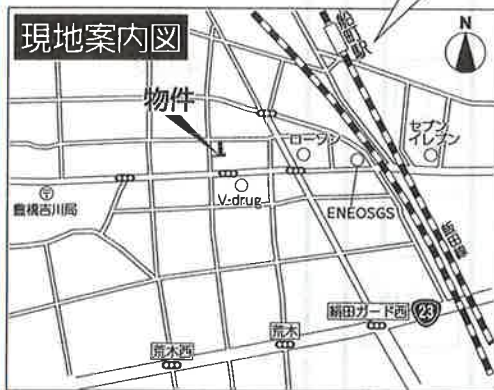 現地案内図
船町駅
N
物件
ローソン
セブン
イレブン
豊橋吉川局
V-drug
ENEOSGS
飯田線
23
絹田ガード西
荒木
荒木西